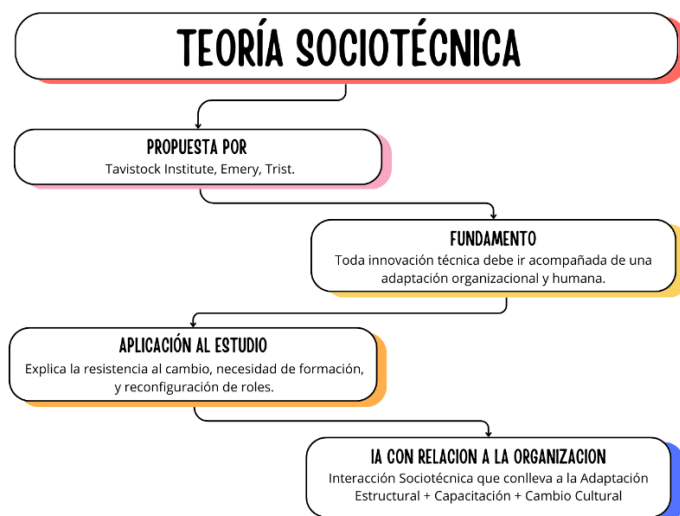 TEORÍA SOCIOTÉCNICA
PROPUESTA POR
Tavistock Institute, Emery, Trist.
FUNDAMENTO
Toda innovación técnica debe ir acompañada de una
adaptación organizacional y humana.
APLICACIÓN AL ESTUDIO
Explica la resistencia al cambio, necesidad de formación,
y reconfiguración de roles.
IA CON RELACION A LA ORGANIZACION
Interacción Sociotécnica que conlleva a la Adaptación
Estructural + Capacitación + Cambio Cultural